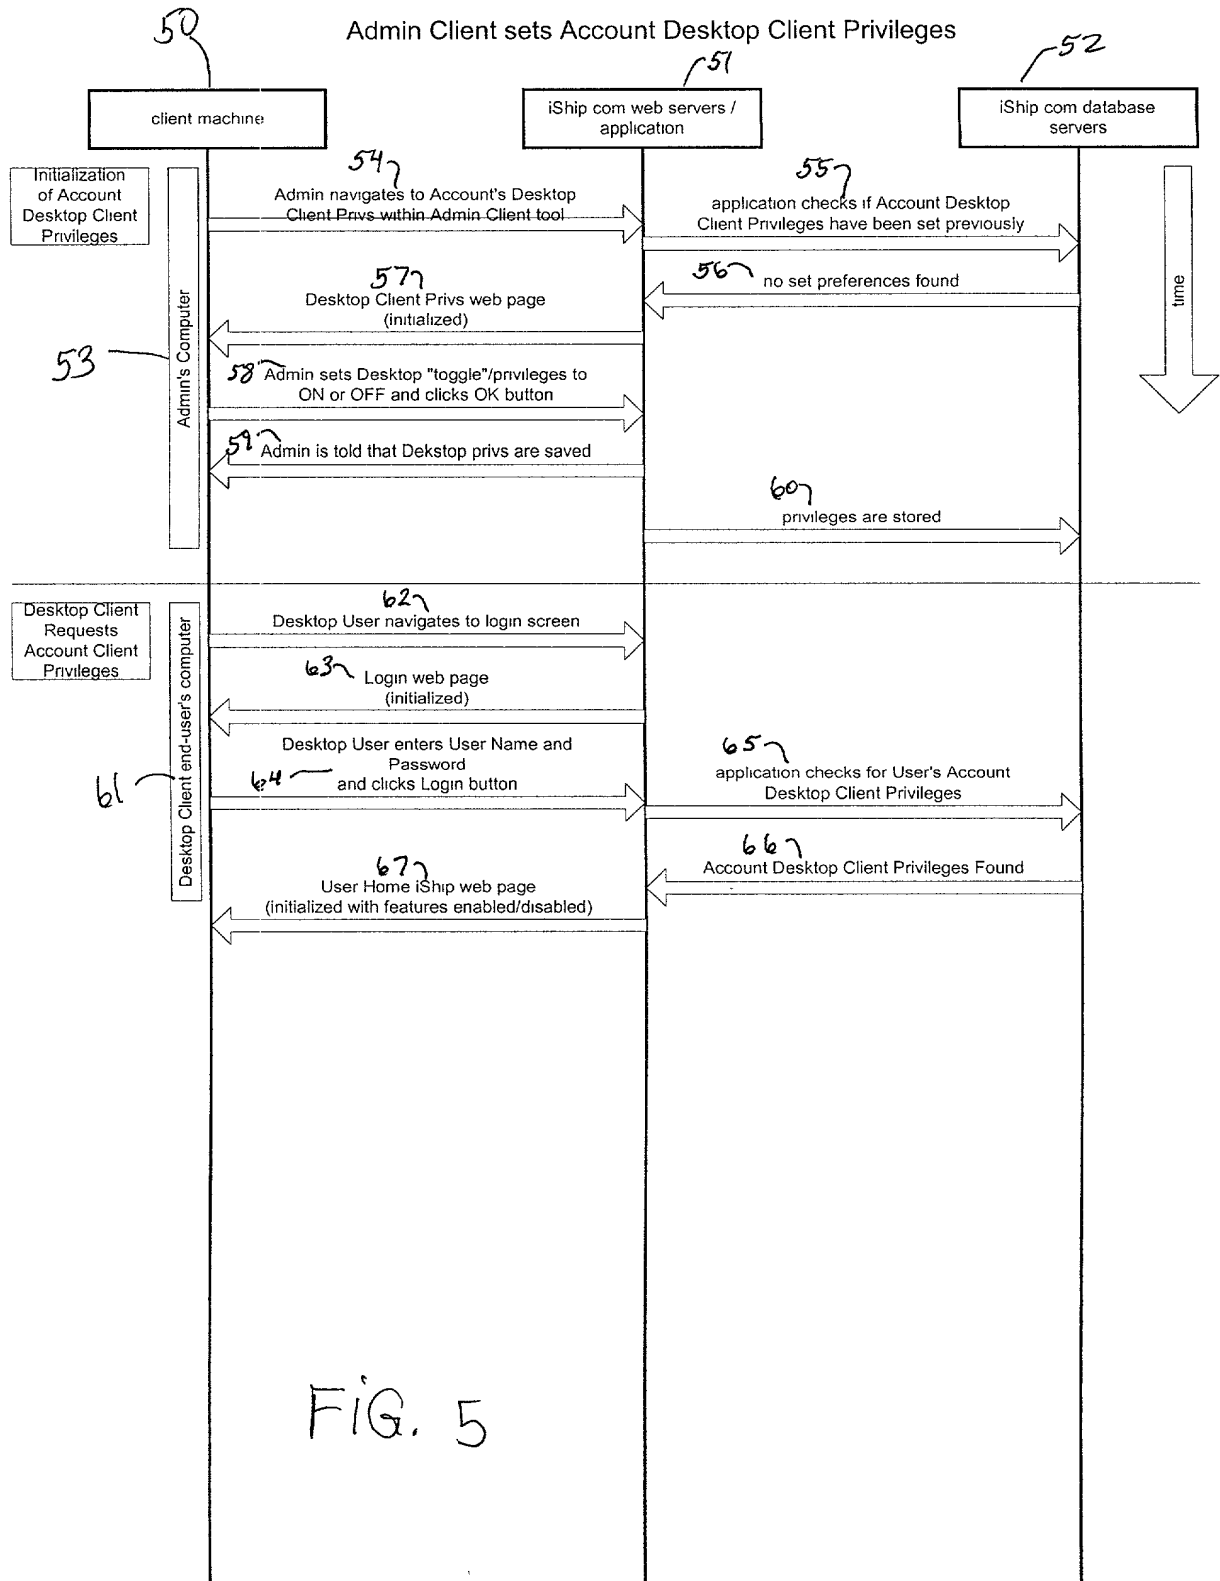 50
Admin Client sets Account Desktop Client Privileges
51
52
client machine
iShip com web servers /
application
iShip com database
servers
Initialization
of Account
Desktop Client
Privileges
53
Admin's Computer
54
Admin navigates to Account's Desktop
Client Privs within Admin Client tool
55
application checks if Account Desktop
Client Privileges have been set previously
56
no set preferences found
time
57
Desktop Client Privs web page
(initialized)
58
Admin sets Desktop "toggle"/privileges to
ON or OFF and clicks OK button
59
Admin is told that Dekstop privs are saved
60
privileges are stored
Desktop Client
Requests
Account Client
Privileges
61
Desktop Client end-user's computer
62
Desktop User navigates to login screen
63
Login web page
(initialized)
Desktop User enters User Name and
Password
64
and clicks Login button
65
application checks for User's Account
Desktop Client Privileges
66
Account Desktop Client Privileges Found
67
User Home iShip web page
(initialized with features enabled/disabled)
FIG. 5